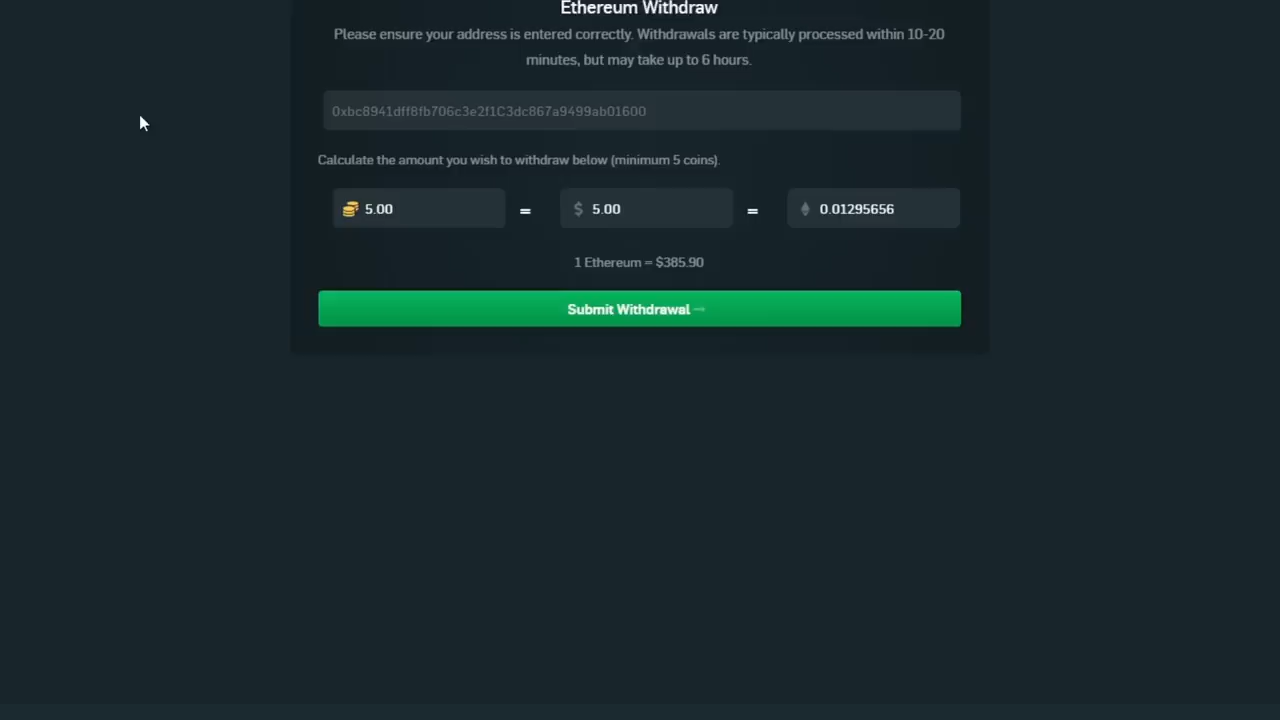 Ethereum Withdraw
Please ensure your address is entered correctly. Withdrawals are typically processed within 10-20
minutes, but may take up to 6 hours.
0xbc8941dff8fb706c3e2f1C3dc867a9499ab01600
Calculate the amount you wish to withdraw below (minimum 5 coins).
5.00 = $ 5.00 = 0.01295656
1 Ethereum = $385.90
Submit Withdrawal →